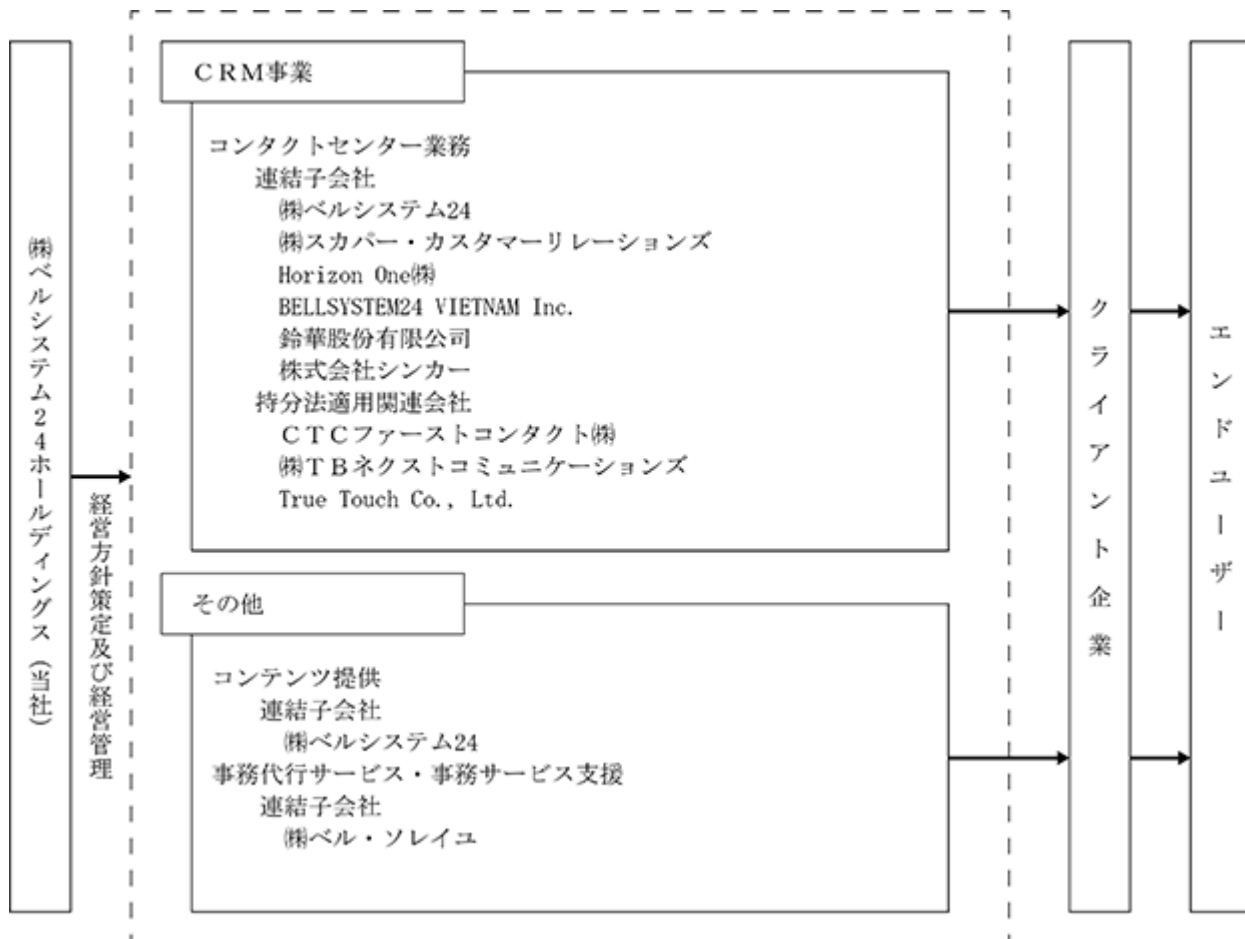 ㈱ベルシステム24ホールディングス（当社）
経営方針策定及び経営管理
ＣＲＭ事業
コンタクトセンター業務
連結子会社
㈱ベルシステム24
㈱スカパー・カスタマーリレーションズ
Horizon One㈱
BELLSYSTEM24 VIETNAM Inc.
鈴華股份有限公司
株式会社シンカー
持分法適用関連会社
ＣＴＣファーストコンタクト㈱
㈱ＴＢネクストコミュニケーションズ
True Touch Co., Ltd.
その他
コンテンツ提供
連結子会社
㈱ベルシステム24
事務代行サービス・事務サービス支援
連結子会社
㈱ベル・ソレイユ
クライアント企業
エンドユーザー